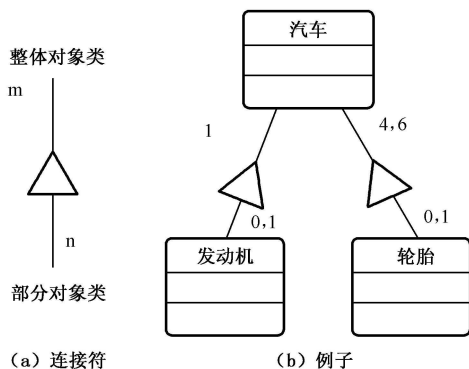 整体对象类
m
n
部分对象类
(a) 连接符
汽车
1
4,6
0,1
0,1
发动机
轮胎
(b) 例子